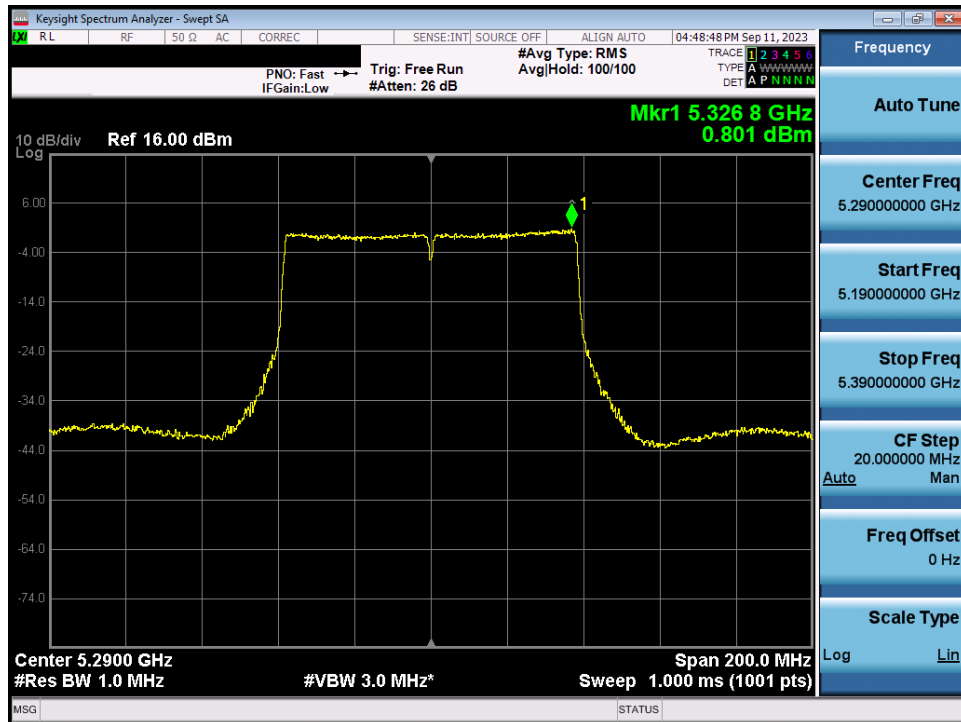 Keysight Spectrum Analyzer - Swept SA
LXI RL RF 50 Ω AC CORREC SENSE:INT SOURCE OFF ALIGN AUTO 04:48:48 PM Sep 11, 2023
PNO: Fast
IFGain:Low
Trig: Free Run
#Atten: 26 dB
#Avg Type: RMS
Avg|Hold: 100/100
TRACE 1 2 3 4 5 6
TYPE A WWWWW
DET A P N N N N
Mkr1 5.326 8 GHz
0.801 dBm
10 dB/div Ref 16.00 dBm
Log
1
6.00
-4.00
-14.0
-24.0
-34.0
-44.0
-54.0
-64.0
-74.0
Center 5.2900 GHz Span 200.0 MHz
#Res BW 1.0 MHz #VBW 3.0 MHz* Sweep 1.000 ms (1001 pts)
MSG STATUS
Frequency
Auto Tune
Center Freq
5.290000000 GHz
Start Freq
5.190000000 GHz
Stop Freq
5.390000000 GHz
CF Step
20.000000 MHz
Auto Man
Freq Offset
0 Hz
Scale Type
Log Lin